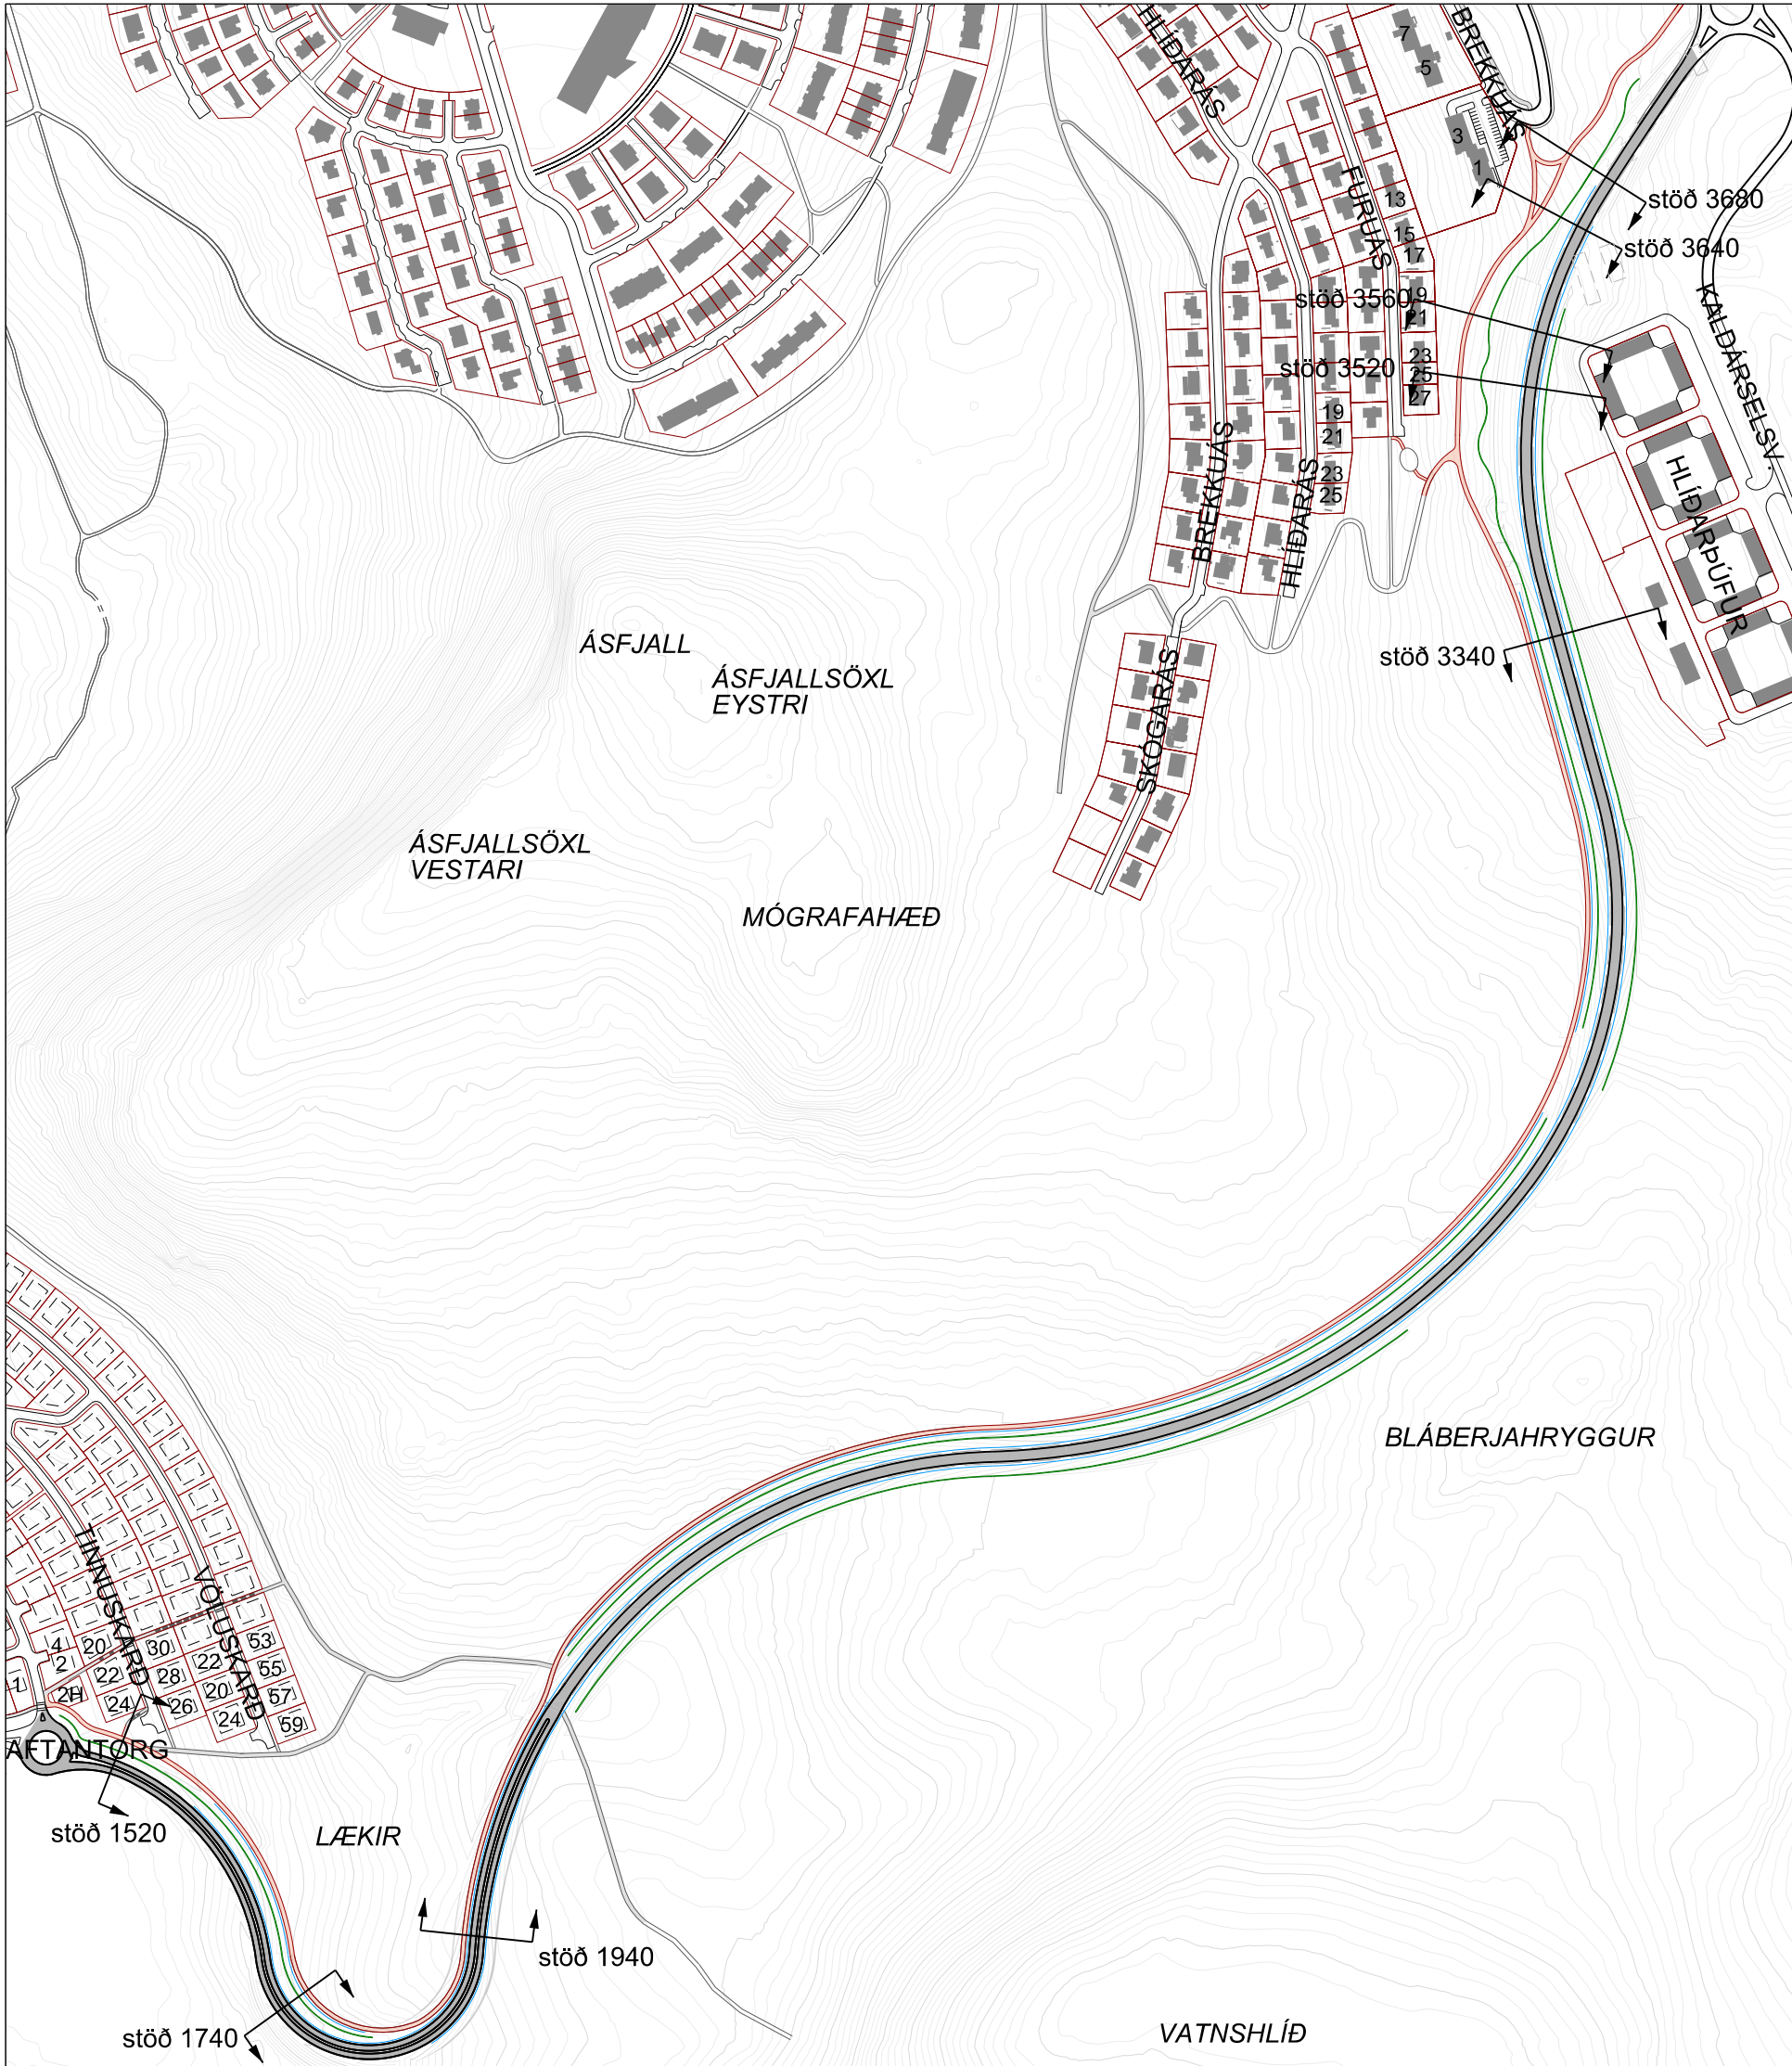 HLÍÐARÁS
BREKKUÁS
7
5
3
1
FURUÁS
13
15
17
19
21
23
25
27
stöð 3680
stöð 3640
stöð 3560
stöð 3520
KALDÁRSELSV.
HLÍÐARÞÚFUR
BREKKUÁS
HLÍÐARÁS
19
21
23
25
stöð 3340
SKÓGARÁS
ÁSFJALL
ÁSFJALLSÖXL
EYSTRI
ÁSFJALLSÖXL
VESTARI
MÓGRAFAHÆÐ
BLÁBERJAHRYGGUR
TINNUSKARÐ
VÖLUSKARÐ
4
2
2H
1
20
22
24
30
28
26
22
20
24
53
55
57
59
AFTANTORG
stöð 1520
LÆKIR
stöð 1940
stöð 1740
VATNSHLÍÐ